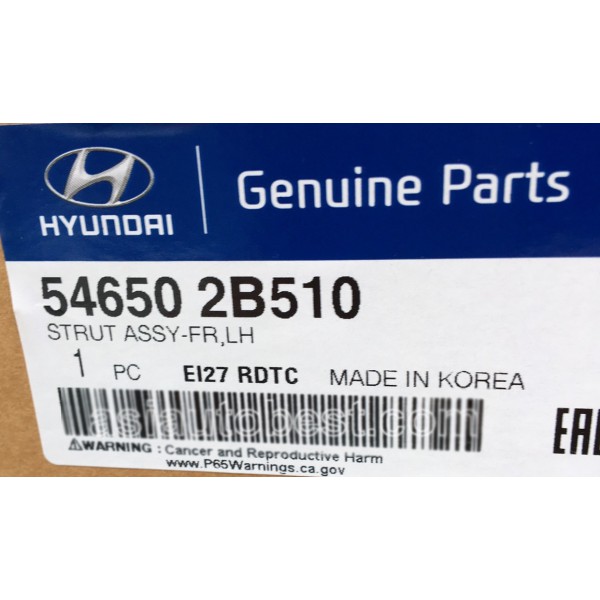 HYUNDAI
Genuine Parts
54650 2B510
STRUT ASSY-FR,LH
1 PC EI27 RDTC MADE IN KOREA
asiautobest.com
EAC
⚠WARNING : Cancer and Reproductive Harm
www.P65Warnings.ca.gov